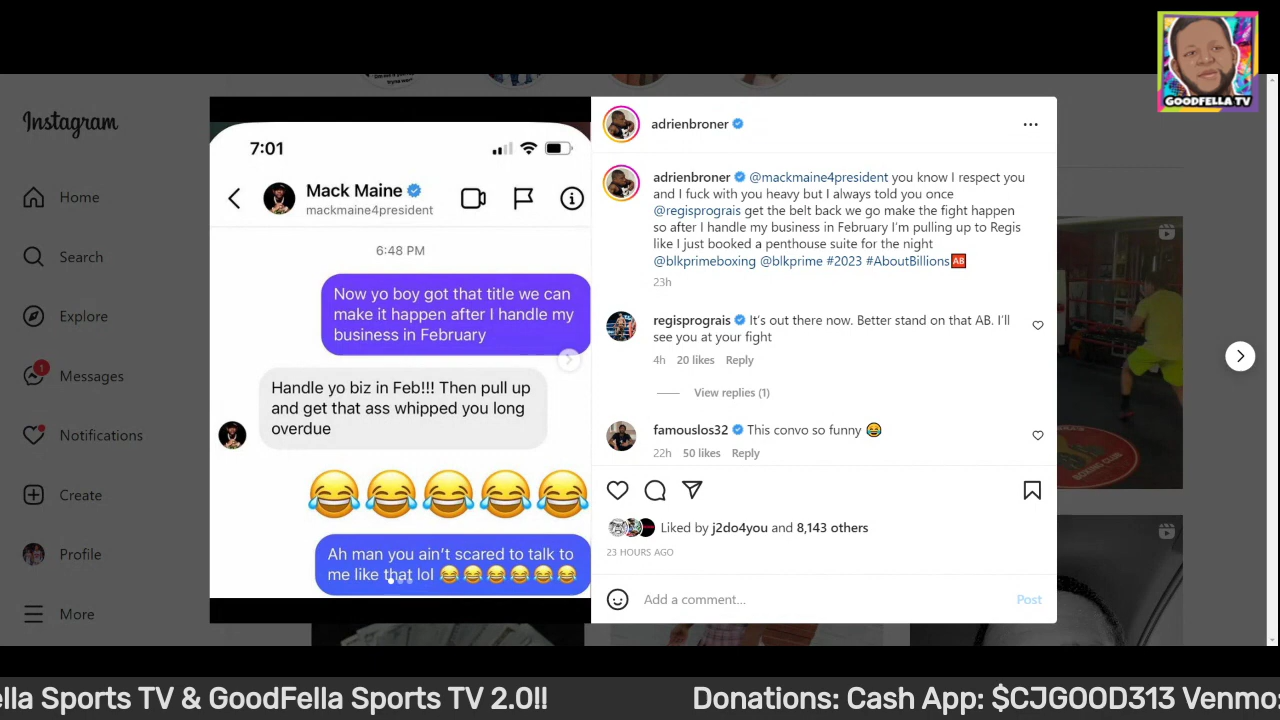 GOODFELLA TV
Instagram
Home
Search
Explore
1
Messages
Notifications
Create
Profile
More
7:01
Mack Maine
mackmaine4president
6:48 PM
Now yo boy got that title we can
make it happen after I handle my
business in February
Handle yo biz in Feb!!! Then pull up
and get that ass whipped you long
overdue
😂😂😂😂😂
Ah man you ain't scared to talk to
me like that lol 😂😂😂😂😂😂
adrienbroner
adrienbroner @mackmaine4president you know I respect you
and I fuck with you heavy but I always told you once
@regisprograis get the belt back we go make the fight happen
so after I handle my business in February I'm pulling up to Regis
like I just booked a penthouse suite for the night
@blkprimeboxing @blkprime #2023 #AboutBillions🆎
23h
regisprograis It's out there now. Better stand on that AB. I'll
see you at your fight
4h 20 likes Reply
View replies (1)
famouslos32 This convo so funny 😂
22h 50 likes Reply
Liked by j2do4you and 8,143 others
23 HOURS AGO
Add a comment...
Post
ella Sports TV & GoodFella Sports TV 2.0!! Donations: Cash App: $CJGOOD313 Venmo: